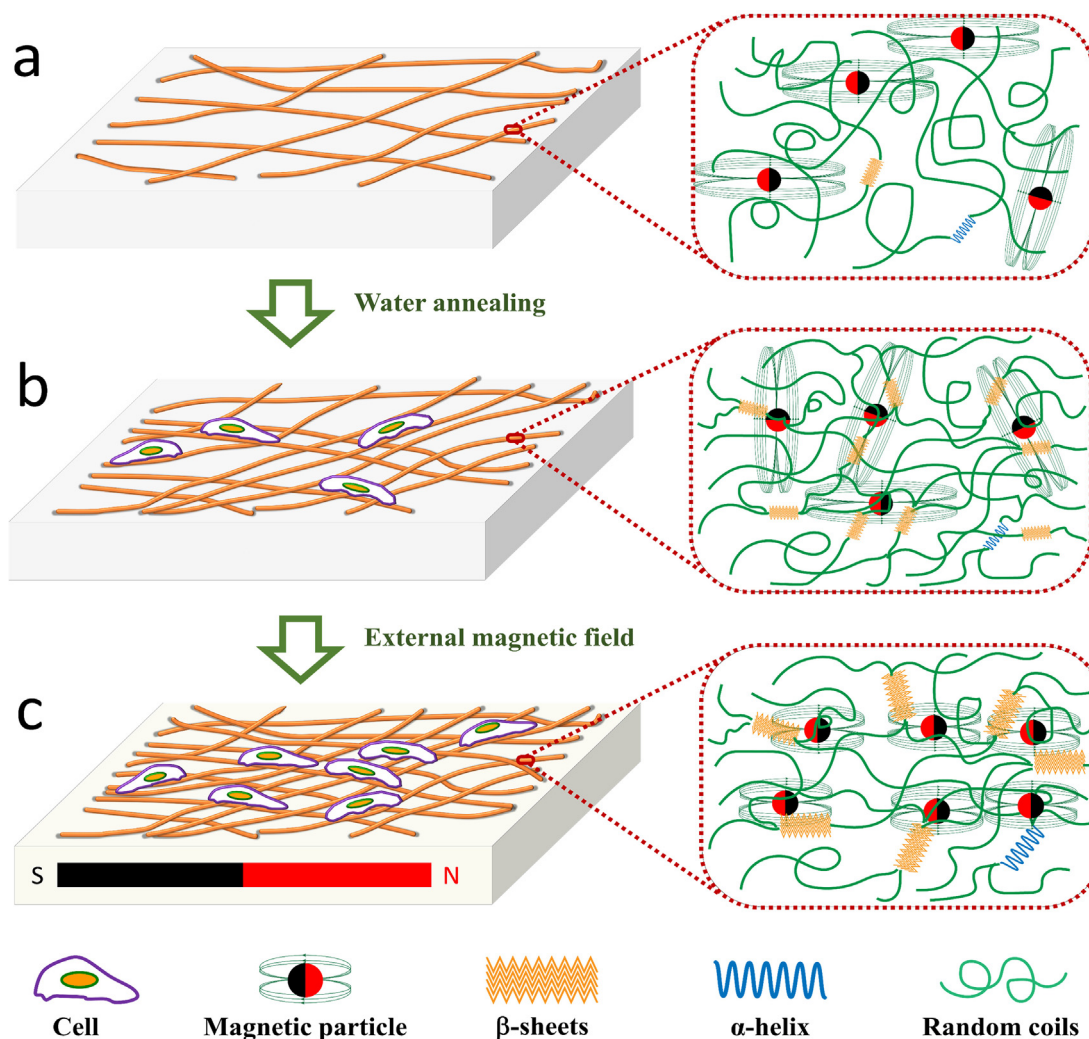 a
Water annealing
b
External magnetic field
c
S N
Cell Magnetic particle β-sheets α-helix Random coils